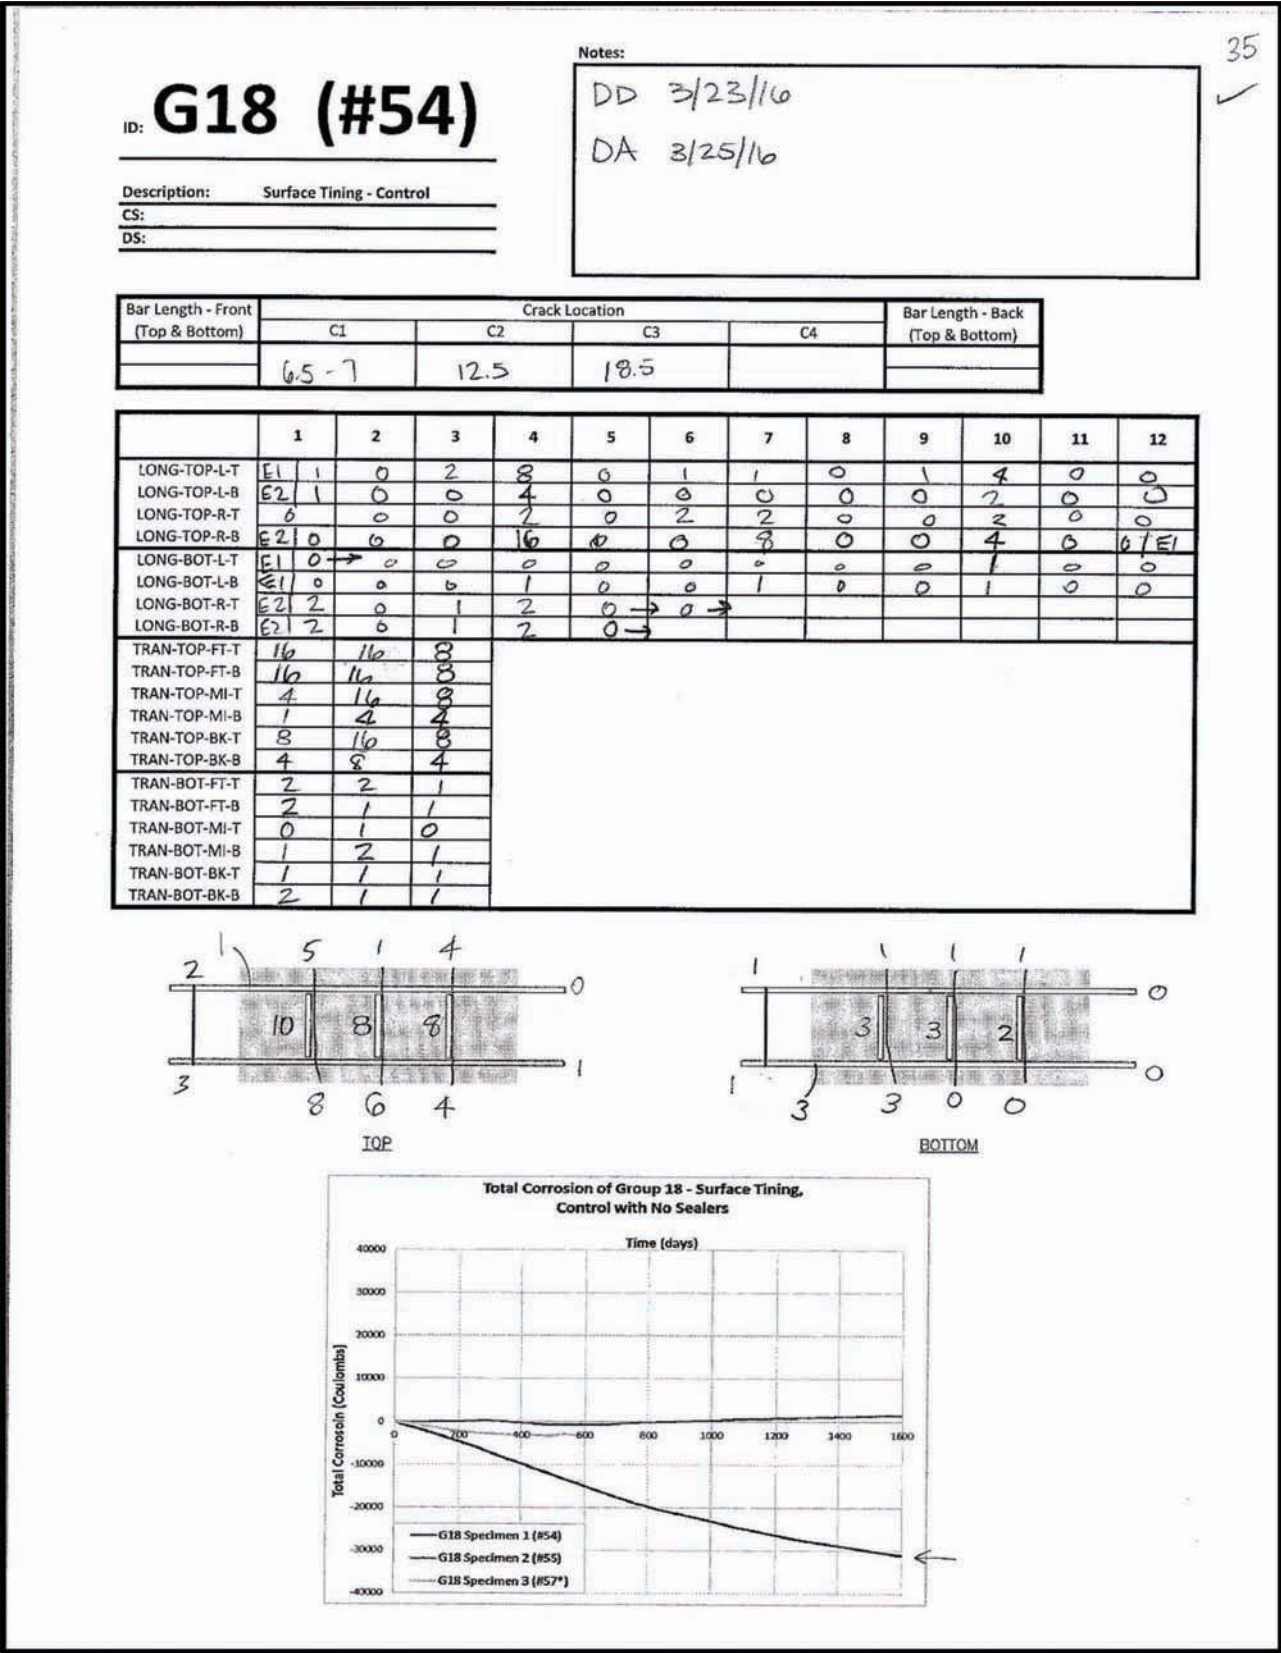 35
Notes:
DD 3/23/16
DA 3/25/16
ID: G18 (#54)
Description: Surface Tining - Control
CS:
DS:
Bar Length - Front (Top & Bottom) Crack Location Bar Length - Back (Top & Bottom)
C1 C2 C3 C4
6.5 - 7 12.5 18.5
1 2 3 4 5 6 7 8 9 10 11 12
LONG-TOP-L-T E1 1 0 2 8 0 1 1 0 1 4 0 0
LONG-TOP-L-B E2 1 0 0 4 0 0 0 0 0 2 0 0
LONG-TOP-R-T 0 0 0 2 0 2 2 0 0 2 0 0
LONG-TOP-R-B E2 0 0 0 16 0 0 8 0 0 4 0 0 E1
LONG-BOT-L-T E1 0 → 0 0 0 0 0 0 0 0 1 0 0
LONG-BOT-L-B E1 0 0 0 1 0 0 1 0 0 1 0 0
LONG-BOT-R-T E2 2 0 1 2 0 → 0 →
LONG-BOT-R-B E2 2 0 1 2 0 →
TRAN-TOP-FT-T 16 16 8
TRAN-TOP-FT-B 16 16 8
TRAN-TOP-MI-T 4 16 8
TRAN-TOP-MI-B 1 4 4
TRAN-TOP-BK-T 8 16 8
TRAN-TOP-BK-B 4 8 4
TRAN-BOT-FT-T 2 2 1
TRAN-BOT-FT-B 2 1 1
TRAN-BOT-MI-T 0 1 0
TRAN-BOT-MI-B 1 2 1
TRAN-BOT-BK-T 1 1 1
TRAN-BOT-BK-B 2 1 1
1 5 1 4
2 0
10 8 8
3 1
8 6 4
TOP
1 1 1 1
0
3 3 2
1 0
3 3 0 0
BOTTOM
Total Corrosion of Group 18 - Surface Tining,
Control with No Sealers
Time (days)
40000
30000
20000
10000
0
0 200 400 600 800 1000 1200 1400 1600
-10000
-20000
-30000
-40000
Total Corrosoin (Coulombs)
G18 Specimen 1 (#54)
G18 Specimen 2 (#55)
G18 Specimen 3 (#57*)